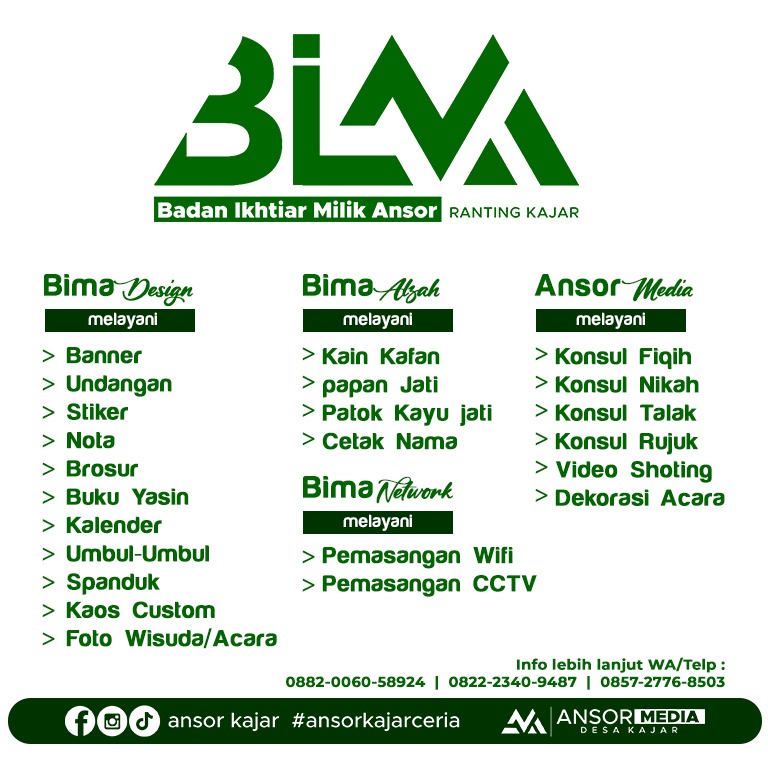 BIMA
Badan Ikhtiar Milik Ansor RANTING KAJAR
Bima Design
melayani
> Banner
> Undangan
> Stiker
> Nota
> Brosur
> Buku Yasin
> Kalender
> Umbul-Umbul
> Spanduk
> Kaos Custom
> Foto Wisuda/Acara
Bima Alzah
melayani
> Kain Kafan
> papan Jati
> Patok Kayu jati
> Cetak Nama
Bima Network
melayani
> Pemasangan Wifi
> Pemasangan CCTV
Ansor Media
melayani
> Konsul Fiqih
> Konsul Nikah
> Konsul Talak
> Konsul Rujuk
> Video Shoting
> Dekorasi Acara
Info lebih lanjut WA/Telp :
0882-0060-58924 | 0822-2340-9487 | 0857-2776-8503
ansor kajar #ansorkajarceria
ANSOR MEDIA
DESA KAJAR